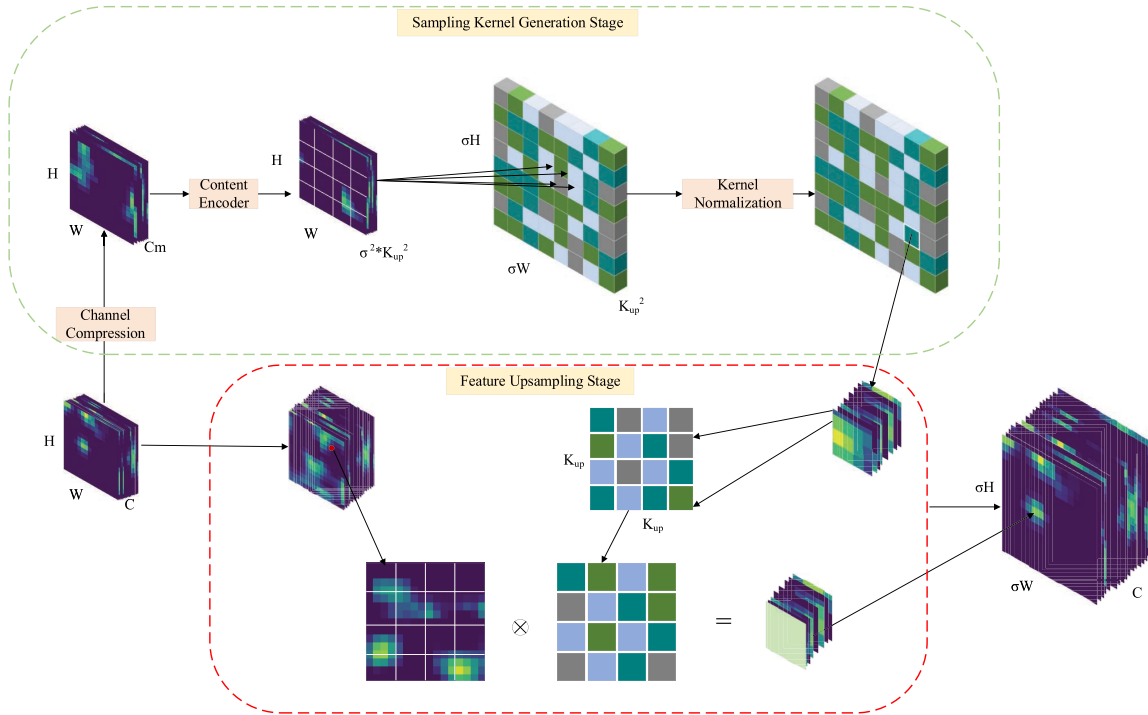 Sampling Kernel Generation Stage
H
W
Cm
Content
Encoder
H
W
σ²*Kup²
σH
σW
Kup²
Kernel
Normalization
Channel
Compression
Feature Upsampling Stage
H
W
C
Kup
Kup
⊗
=
σH
σW
C